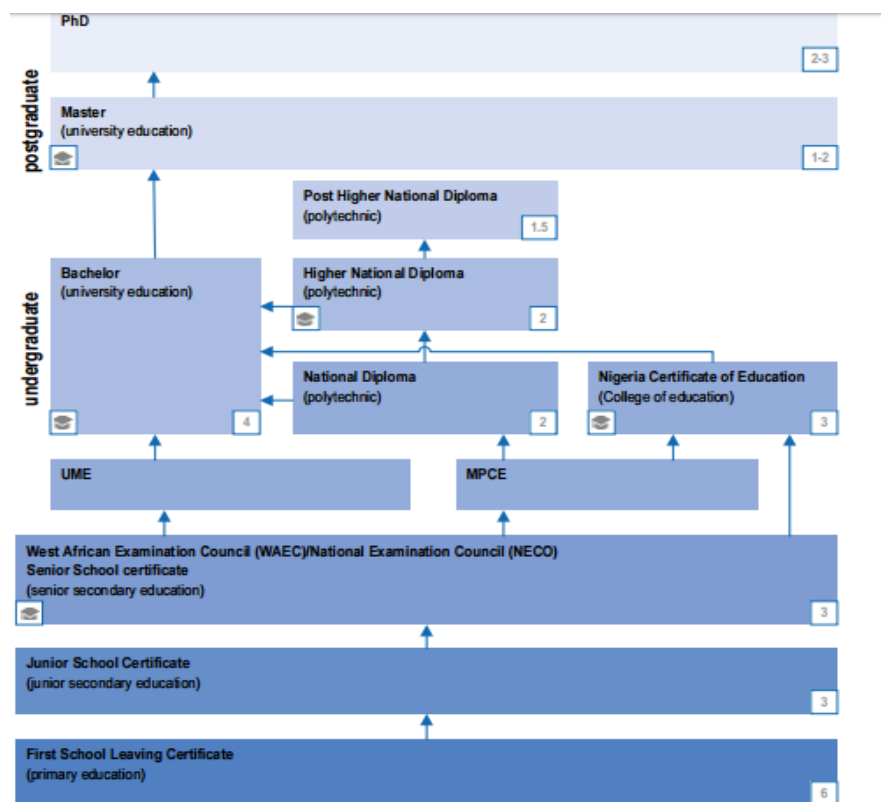 PhD
2-3
postgraduate
Master
(university education)
1-2
Post Higher National Diploma
(polytechnic)
1.5
undergraduate
Bachelor
(university education)
4
Higher National Diploma
(polytechnic)
2
National Diploma
(polytechnic)
2
Nigeria Certificate of Education
(College of education)
3
UME
MPCE
West African Examination Council (WAEC)/National Examination Council (NECO)
Senior School certificate
(senior secondary education)
3
Junior School Certificate
(junior secondary education)
3
First School Leaving Certificate
(primary education)
6